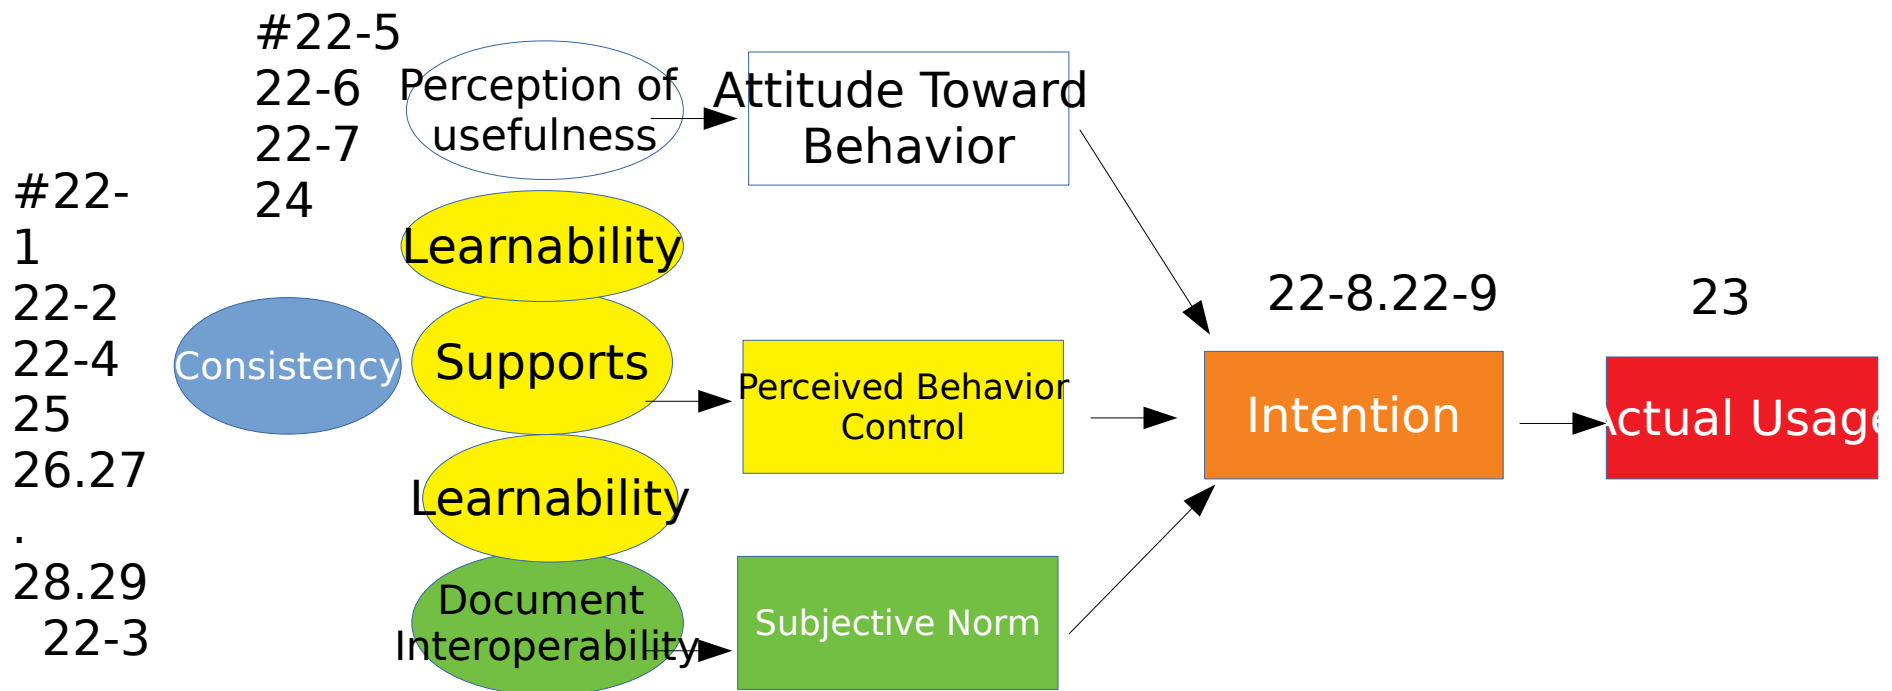 #22-5
22-6
22-7
24
#22-
1
22-2
22-4
25
26.27
.
28.29
22-3
Consistency
Perception of
usefulness
Learnability
Supports
Learnability
Document
Interoperability
Attitude Toward
Behavior
Perceived Behavior
Control
Subjective Norm
22-8.22-9
Intention
23
Actual Usage